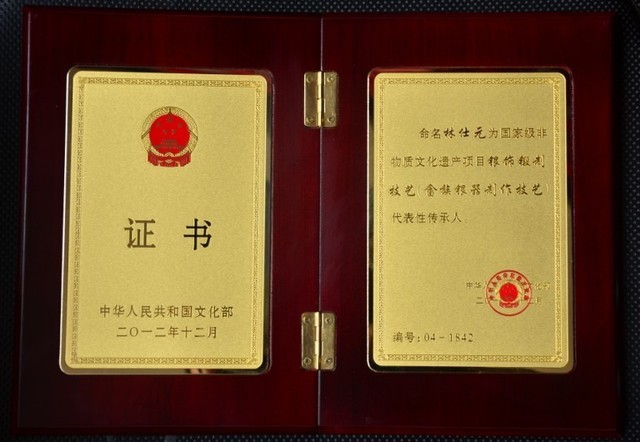 证书
中华人民共和国文化部
二〇一二年十二月
命名林仕元为国家级非
物质文化遗产项目银饰锻制
技艺(畲族银器制作技艺)
代表性传承人。
编号:04-1842